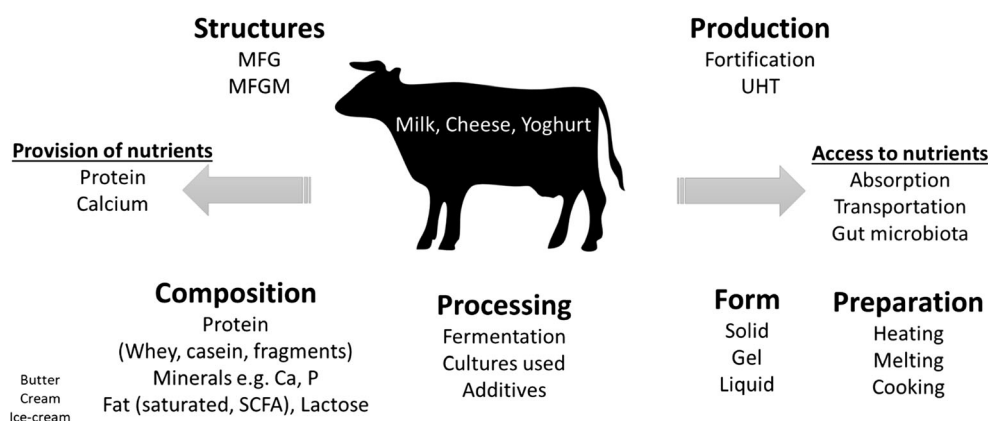 Structures
MFG
MFGM
Production
Fortification
UHT
Milk, Cheese, Yoghurt
Provision of nutrients
Protein
Calcium
Access to nutrients
Absorption
Transportation
Gut microbiota
Composition
Protein
(Whey, casein, fragments)
Minerals e.g. Ca, P
Fat (saturated, SCFA), Lactose
Processing
Fermentation
Cultures used
Additives
Form
Solid
Gel
Liquid
Preparation
Heating
Melting
Cooking
Butter
Cream
Ice-cream